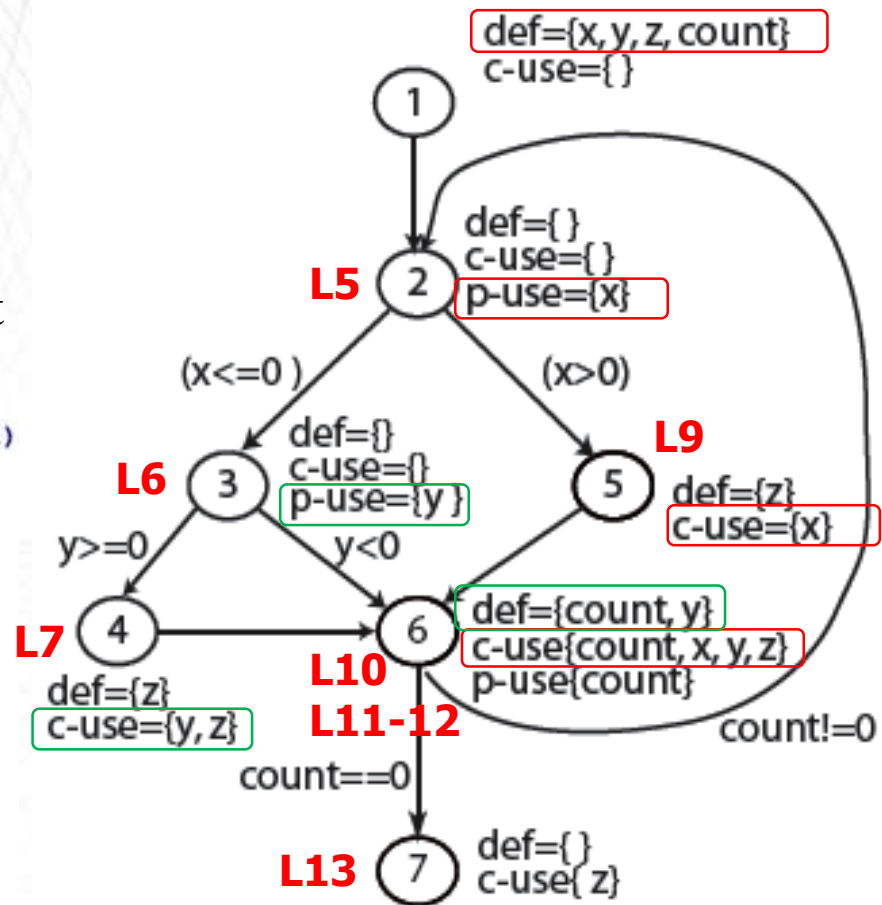 def={x,y,z,count}
c-use={ }
1
def={ }
c-use={ }
p-use={x}
L5
2
t
(x<=0 )
(x>0)
)
def={}
c-use={}
p-use={y }
L6
3
L9
5
def={z}
c-use={x}
y>=0
y<0
def={count,y}
c-use{count,x,y,z}
p-use{count}
L7
4
6
L10
L11-12
def={z}
c-use={y,z}
count!=0
count==0
L13
7
def={ }
c-use{ z}